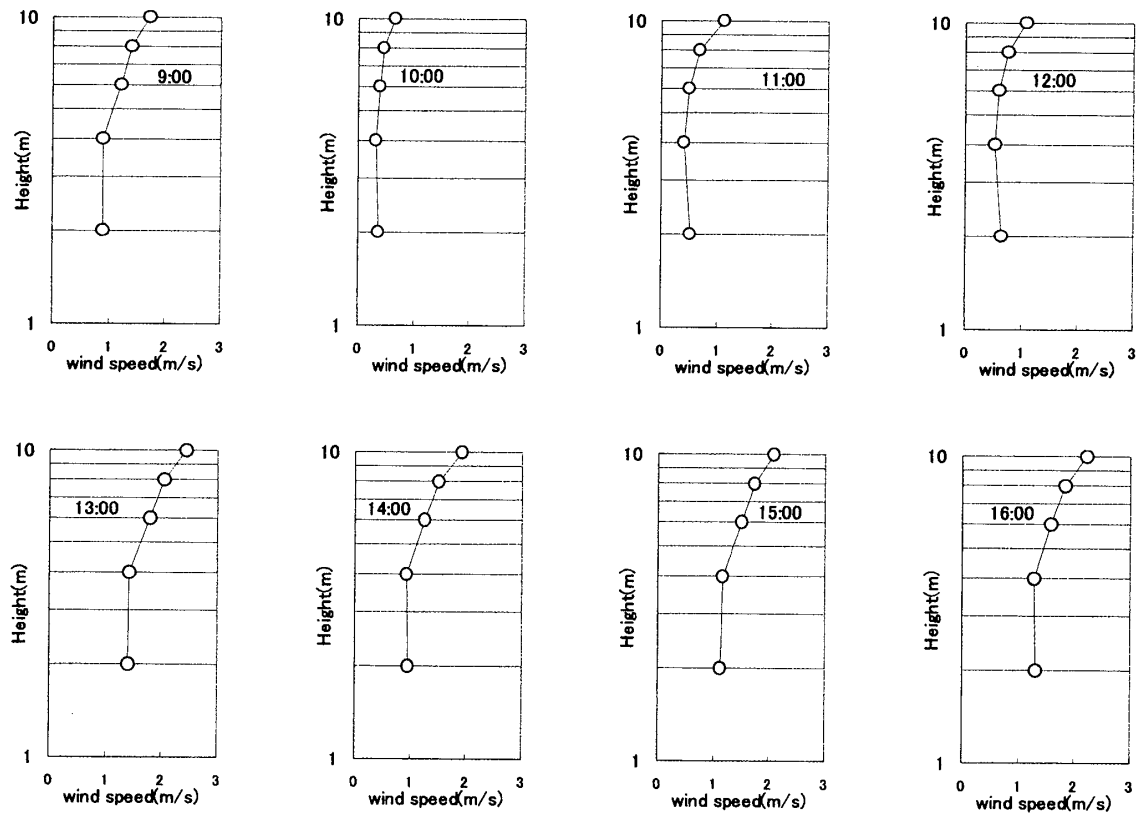 10
9:00
Height(m)
1
0 1 2 3
wind speed(m/s)
10
10:00
Height(m)
1
0 1 2 3
wind speed(m/s)
10
11:00
Height(m)
1
0 1 2 3
wind speed(m/s)
10
12:00
Height(m)
1
0 1 2 3
wind speed(m/s)
10
13:00
Height(m)
1
0 1 2 3
wind speed(m/s)
10
14:00
Height(m)
1
0 1 2 3
wind speed(m/s)
10
15:00
Height(m)
1
0 1 2 3
wind speed(m/s)
10
16:00
Height(m)
1
0 1 2 3
wind speed(m/s)